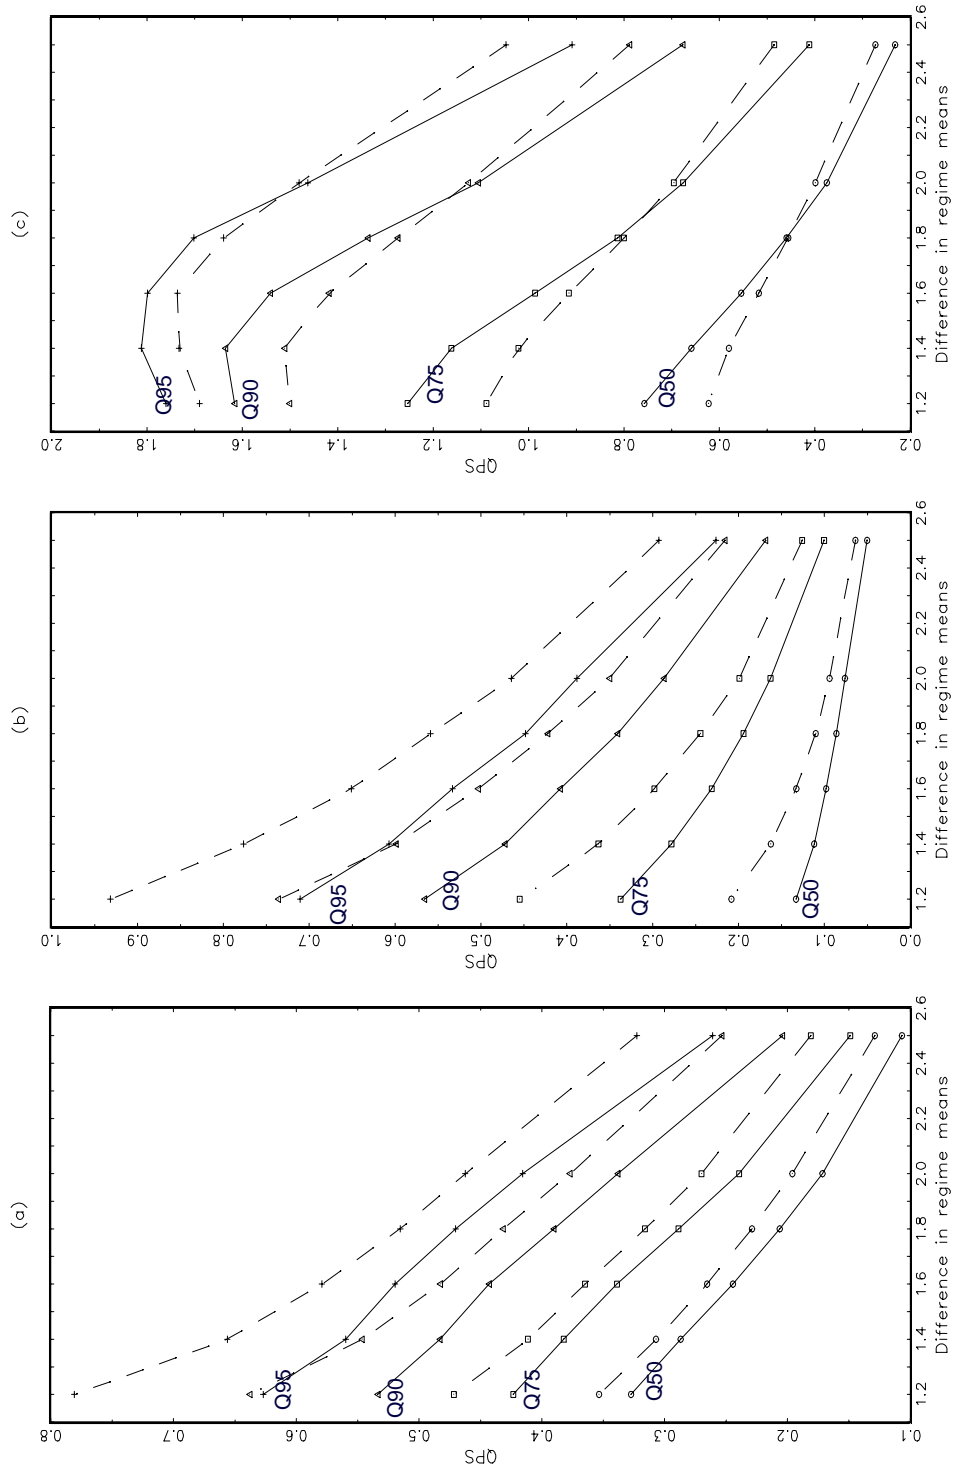 (a)
QPS
0.8
0.7
0.6
0.5
0.4
0.3
0.2
0.1
Q95
Q90
Q75
Q50
1.2 1.4 1.6 1.8 2.0 2.2 2.4 2.6
Difference in regime means
(b)
QPS
1.0
0.9
0.8
0.7
0.6
0.5
0.4
0.3
0.2
0.1
0.0
Q95
Q90
Q75
Q50
1.2 1.4 1.6 1.8 2.0 2.2 2.4 2.6
Difference in regime means
(c)
QPS
2.0
1.8
1.6
1.4
1.2
1.0
0.8
0.6
0.4
0.2
Q95
Q90
Q75
Q50
1.2 1.4 1.6 1.8 2.0 2.2 2.4 2.6
Difference in regime means